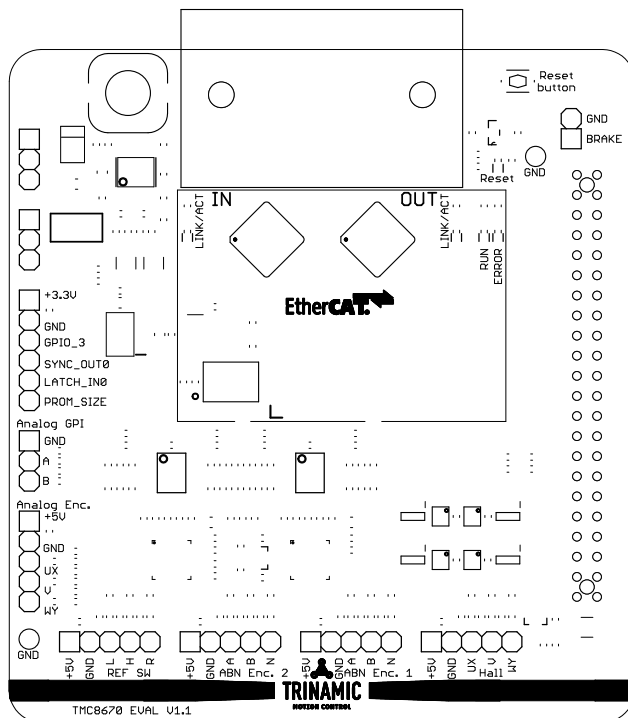 Reset
button
GND
BRAKE
Reset
GND
IN
OUT
LINK/ACT
LINK/ACT
RUN
ERROR
EtherCAT.
+3.3V
GND
GPIO_3
SYNC_OUT0
LATCH_IN0
PROM_SIZE
Analog GPI
GND
A
B
Analog Enc.
+5V
GND
UX
V
WY
GND
+5V
GND
L
H
R
REF SW
+5V
GND
A
B
N
ABN Enc. 2
+5V
GND
A
B
N
ABN Enc. 1
+5V
GND
UX
V
WY
Hall
TRINAMIC
MOTION CONTROL
TMC8670 EVAL V1.1